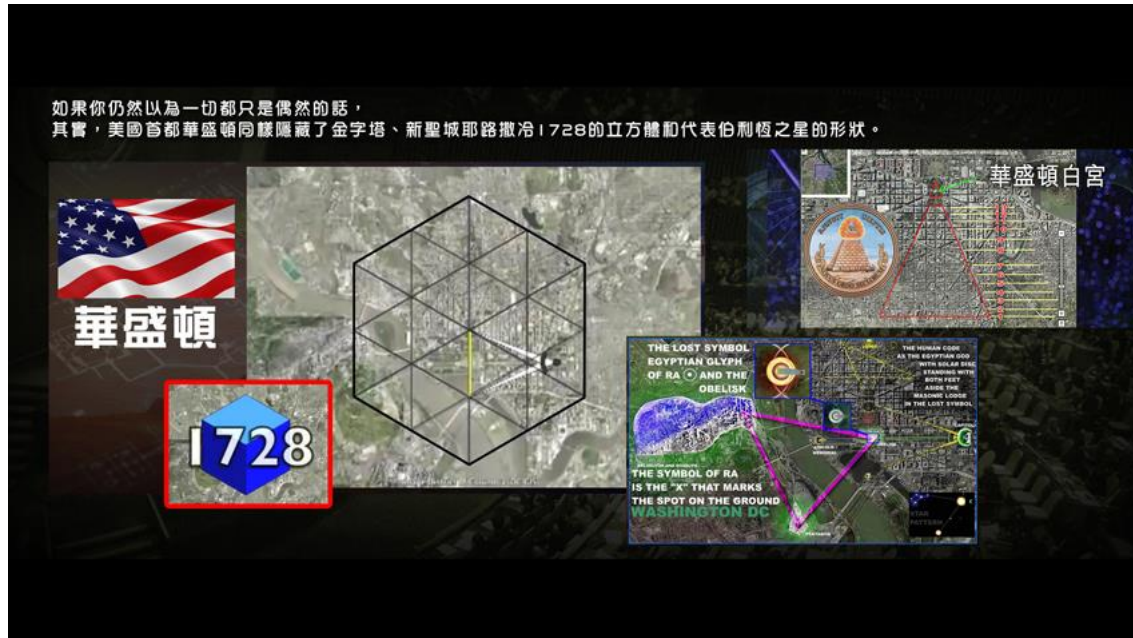 如果你仍然以為一切都只是偶然的話，
其實，美國首都華盛頓同樣隱藏了金字塔、新聖城耶路撒冷1728的立方體和代表伯利恆之星的形狀。
華盛頓
1728
華盛頓白宮
THE LOST SYMBOL
EGYPTIAN GLYPH
OF RA ☉ AND THE
OBELISK
THE HUMAN CODE
AS THE EGYPTIAN GOD
WITH SOLAR DISC
STANDING WITH
BOTH FEET
ASIDE THE
MASONIC LODGE
IN THE LOST SYMBOL
THE SYMBOL OF RA
IS THE "X" THAT MARKS
THE SPOT ON THE GROUND
WASHINGTON DC
STAR
PATTERN